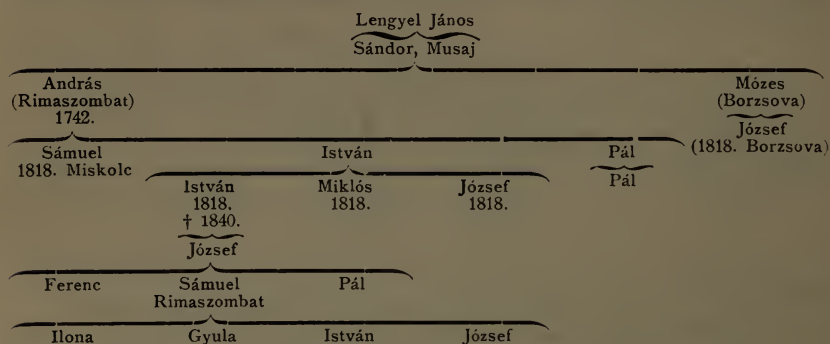 Lengyel János
Sándor, Musaj
András
(Rimaszombat)
1742.
Mózes
(Borzsova)
József
(1818. Borzsova)
Sámuel
1818. Miskolc
István
Pál
Pál
István
1818.
† 1840.
Miklós
1818.
József
1818.
József
Ferenc
Sámuel
Rimaszombat
Pál
Ilona
Gyula
István
József